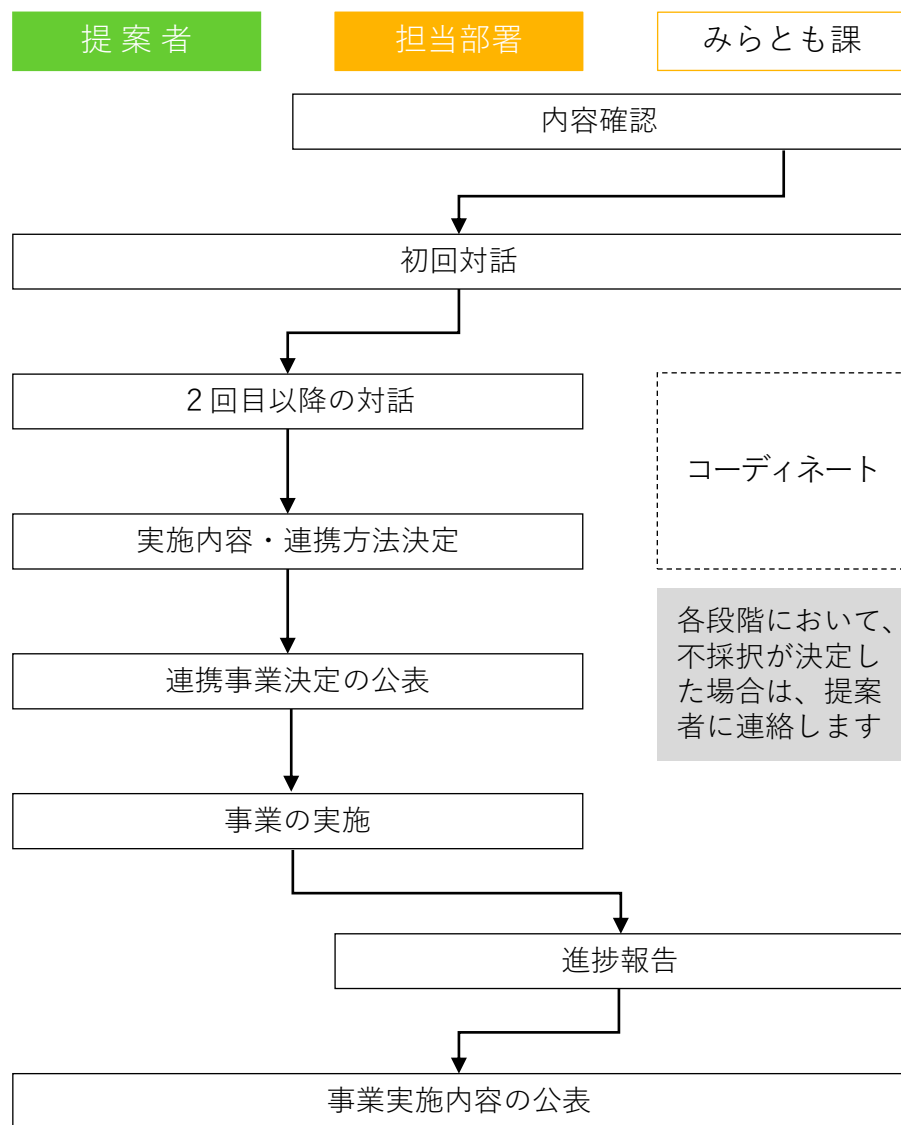 提案者
担当部署
みらとも課
内容確認
初回対話
２回目以降の対話
コーディネート
実施内容・連携方法決定
各段階において、
不採択が決定し
た場合は、提案
者に連絡します
連携事業決定の公表
事業の実施
進捗報告
事業実施内容の公表